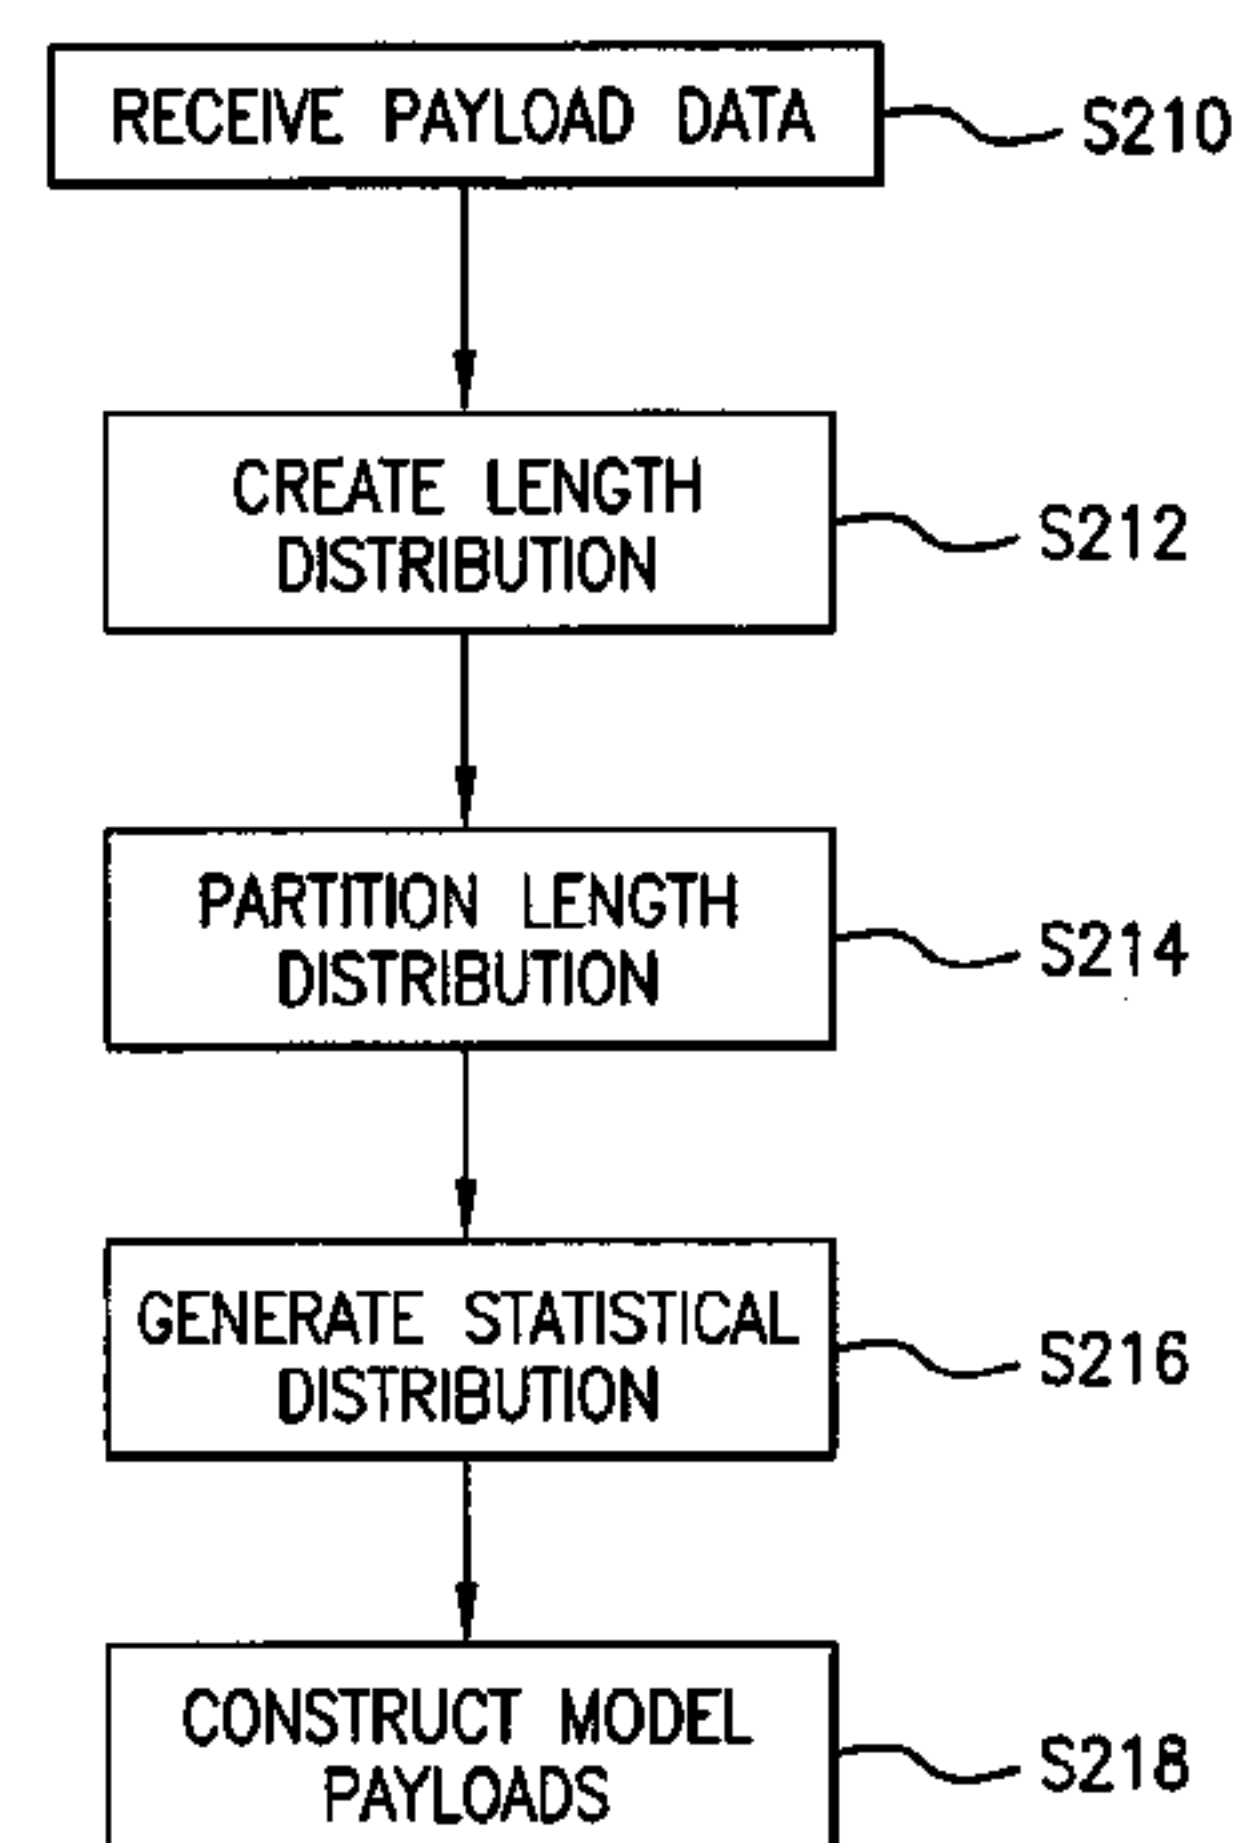 RECEIVE PAYLOAD DATA
S210
CREATE LENGTH
DISTRIBUTION
S212
PARTITION LENGTH
DISTRIBUTION
S214
GENERATE STATISTICAL
DISTRIBUTION
S216
CONSTRUCT MODEL
PAYLOADS
S218